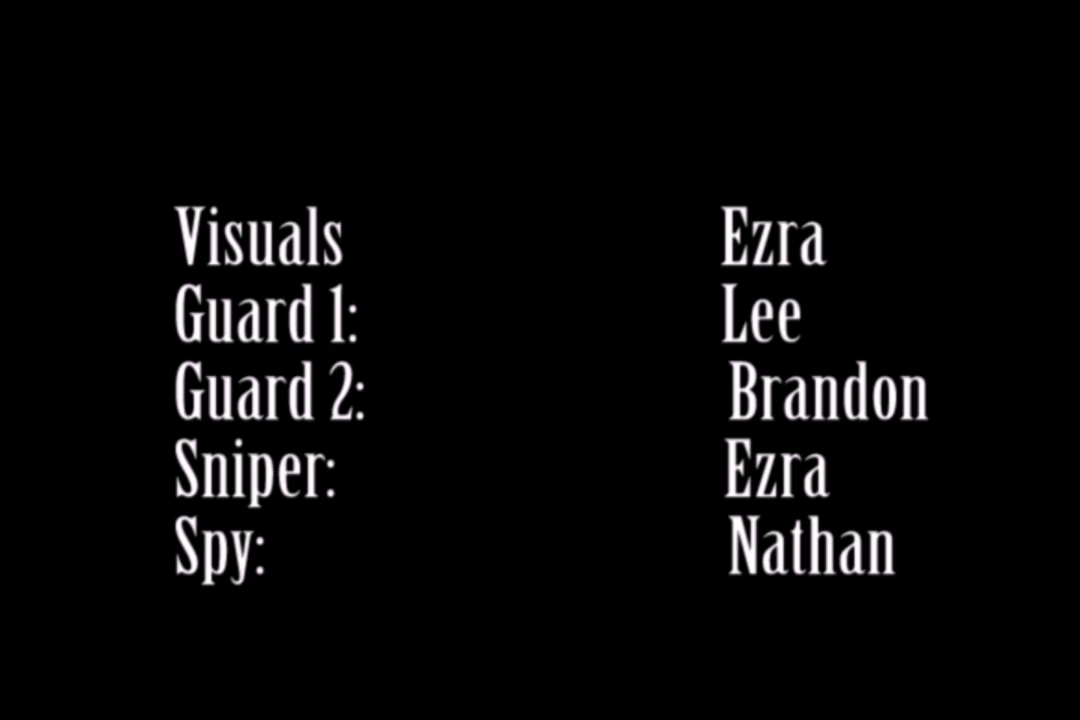 Visuals Ezra
Guard 1: Lee
Guard 2: Brandon
Sniper: Ezra
Spy: Nathan